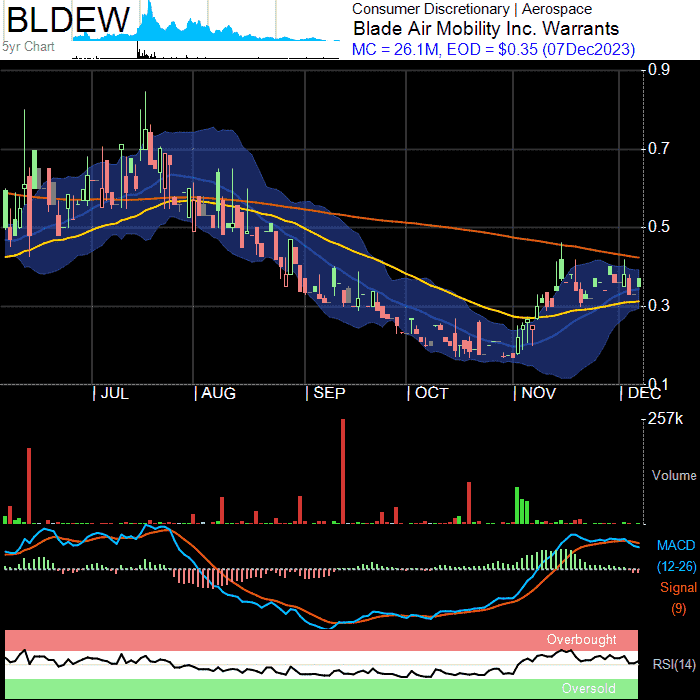 BLDEW
5yr Chart
Consumer Discretionary | Aerospace
Blade Air Mobility Inc. Warrants
MC = 26.1M, EOD = $0.35 (07Dec2023)
0.9
0.7
0.5
0.3
0.1
| JUL | AUG | SEP | OCT | NOV | DEC
257k
Volume
MACD
(12-26)
Signal
(9)
Overbought
RSI(14)
Oversold